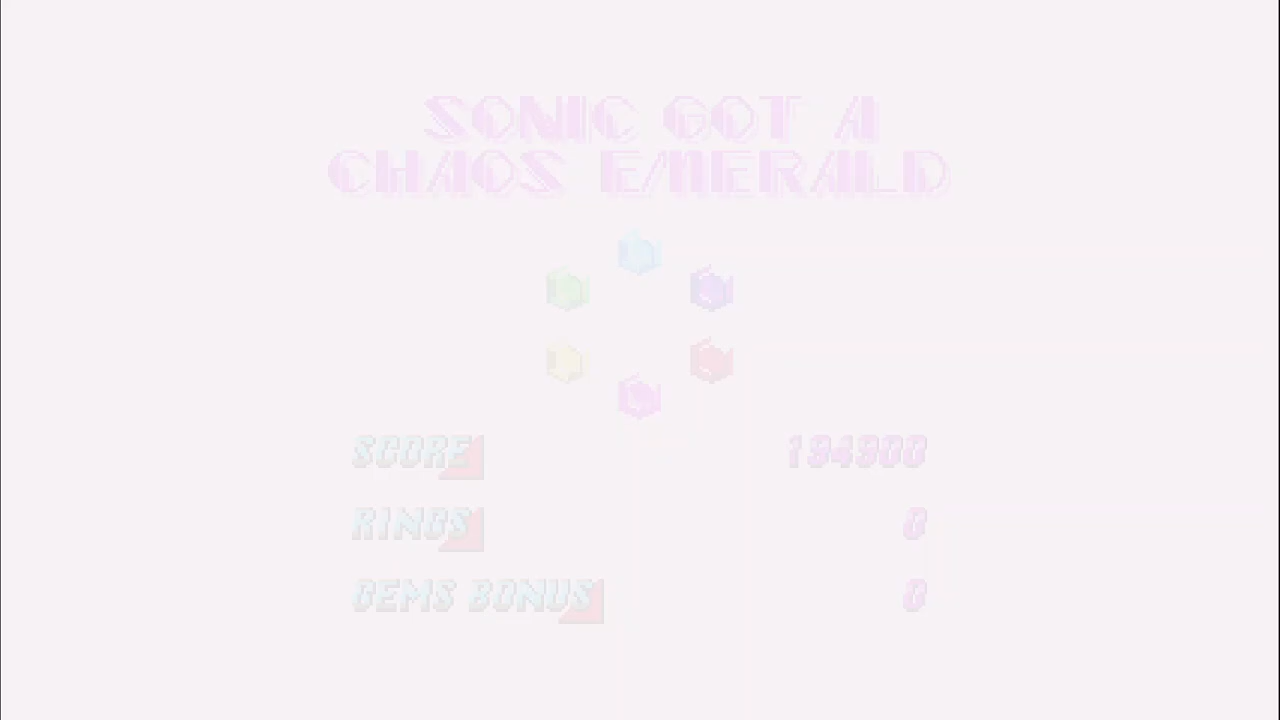 SONIC GOT A
CHAOS EMERALD
SCORE 194900
RINGS 0
GEMS BONUS 0